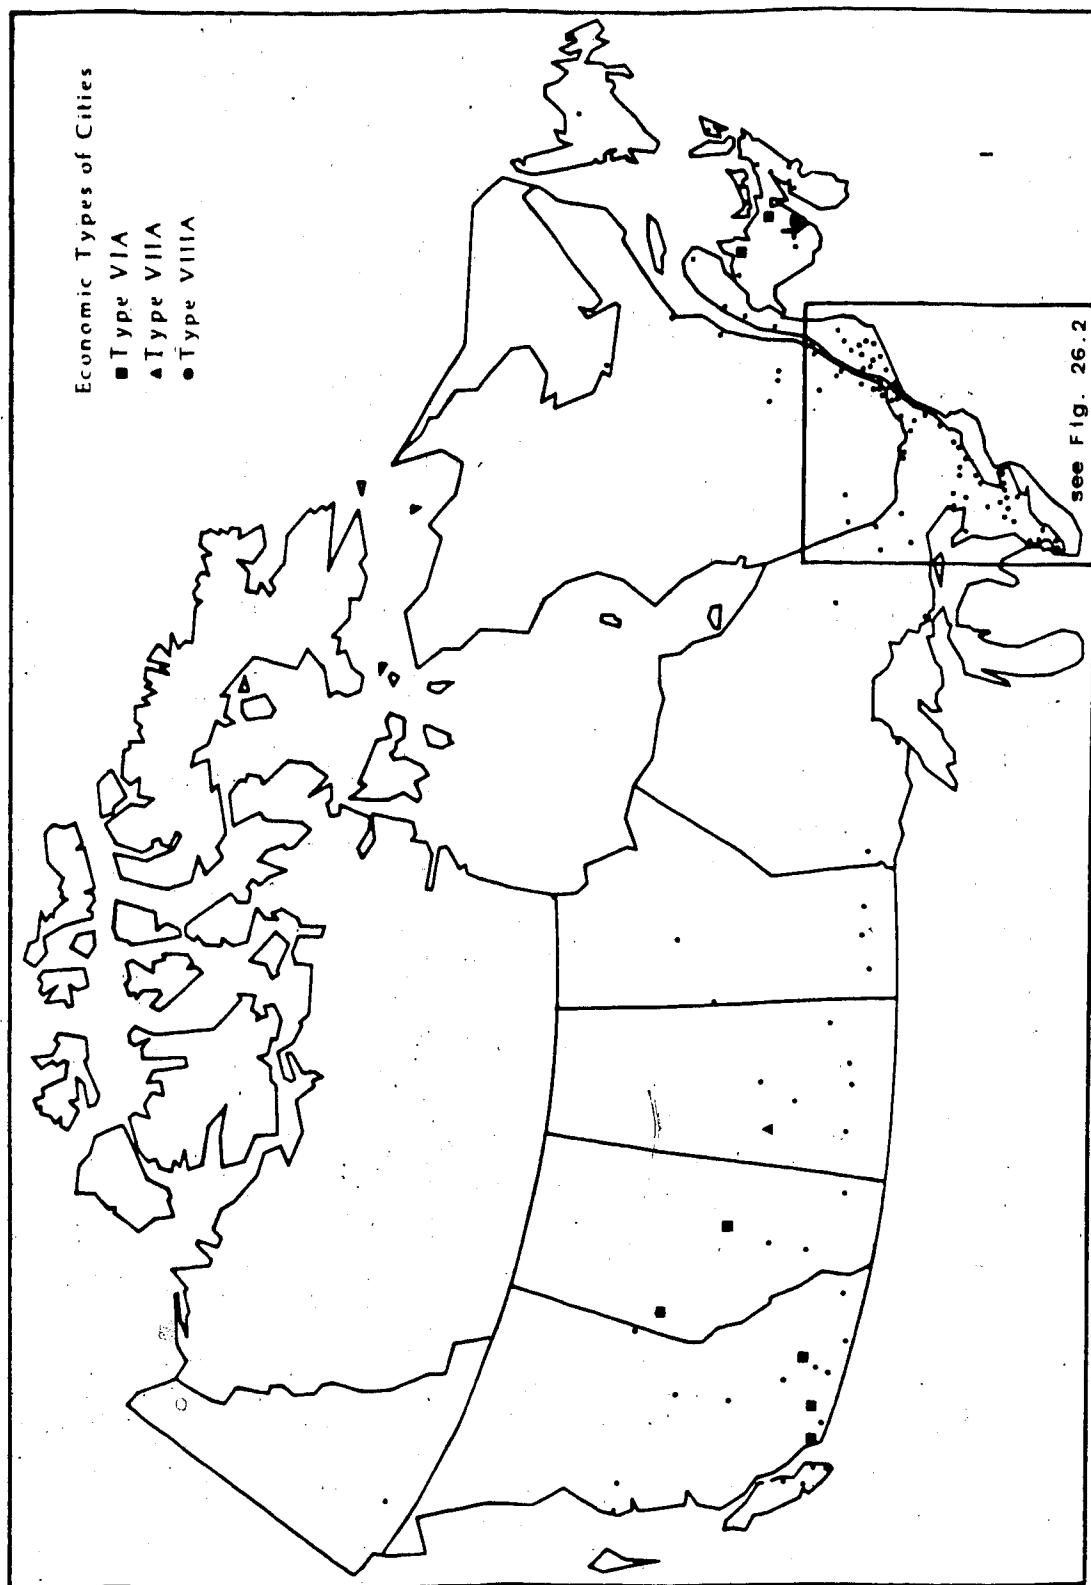 Economic Types of Cities
■ Type VIA
▲ Type VIIA
● Type VIIIA
see Fig. 26.2